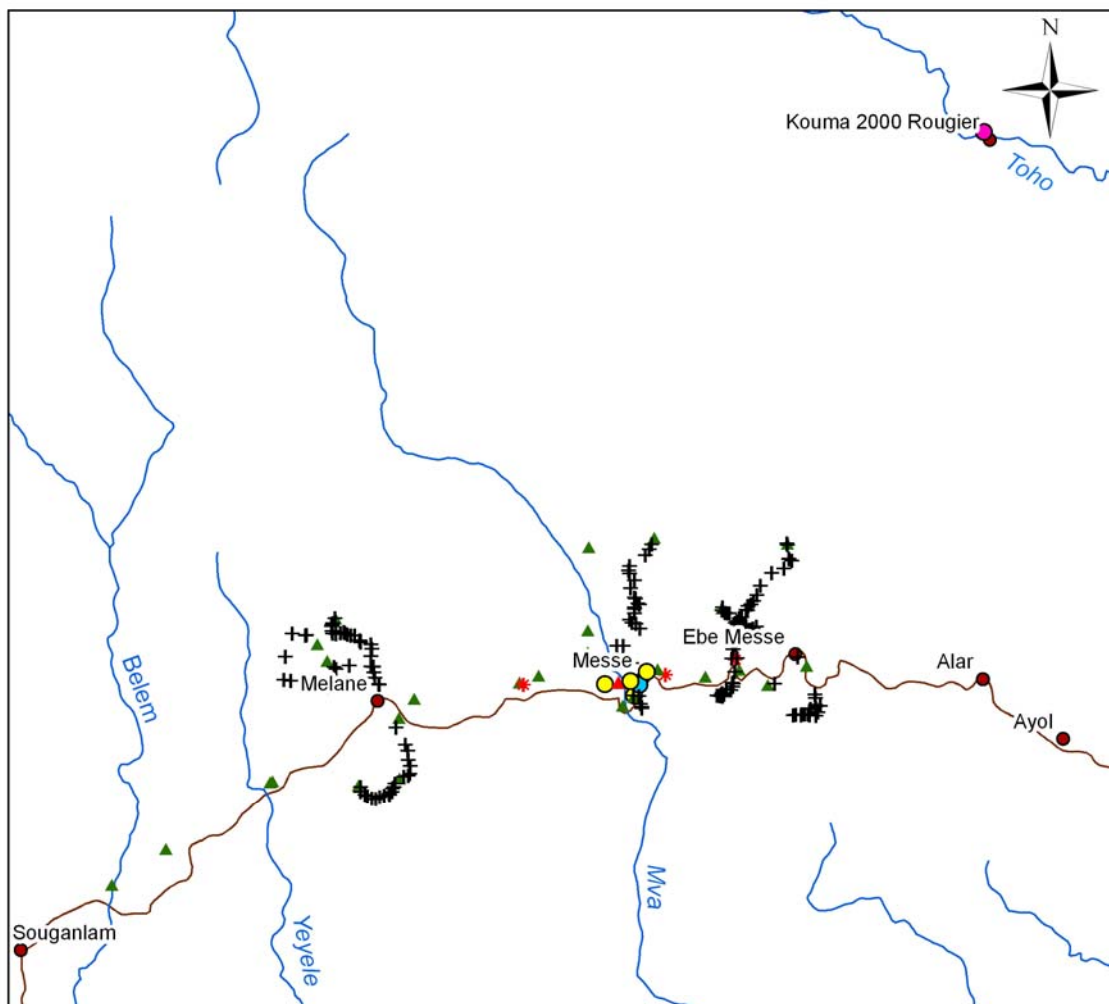 N
Kouma 2000 Rougier
Toho
Ebe Messe
Messe
Alar
Melane
Belem
Ayol
Mva
Souganlam
Yeyele